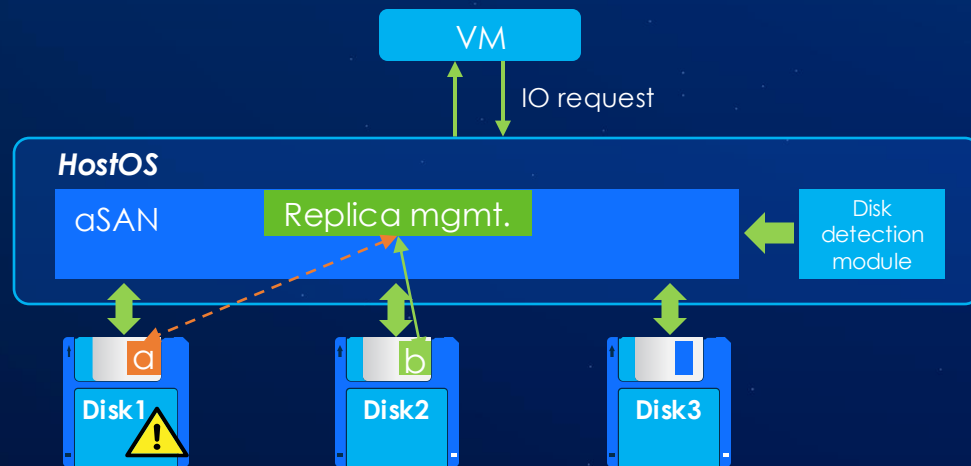 VM
IO request
HostOS
aSAN
Replica mgmt.
Disk
detection
module
a
b
Disk1
Disk2
Disk3
!